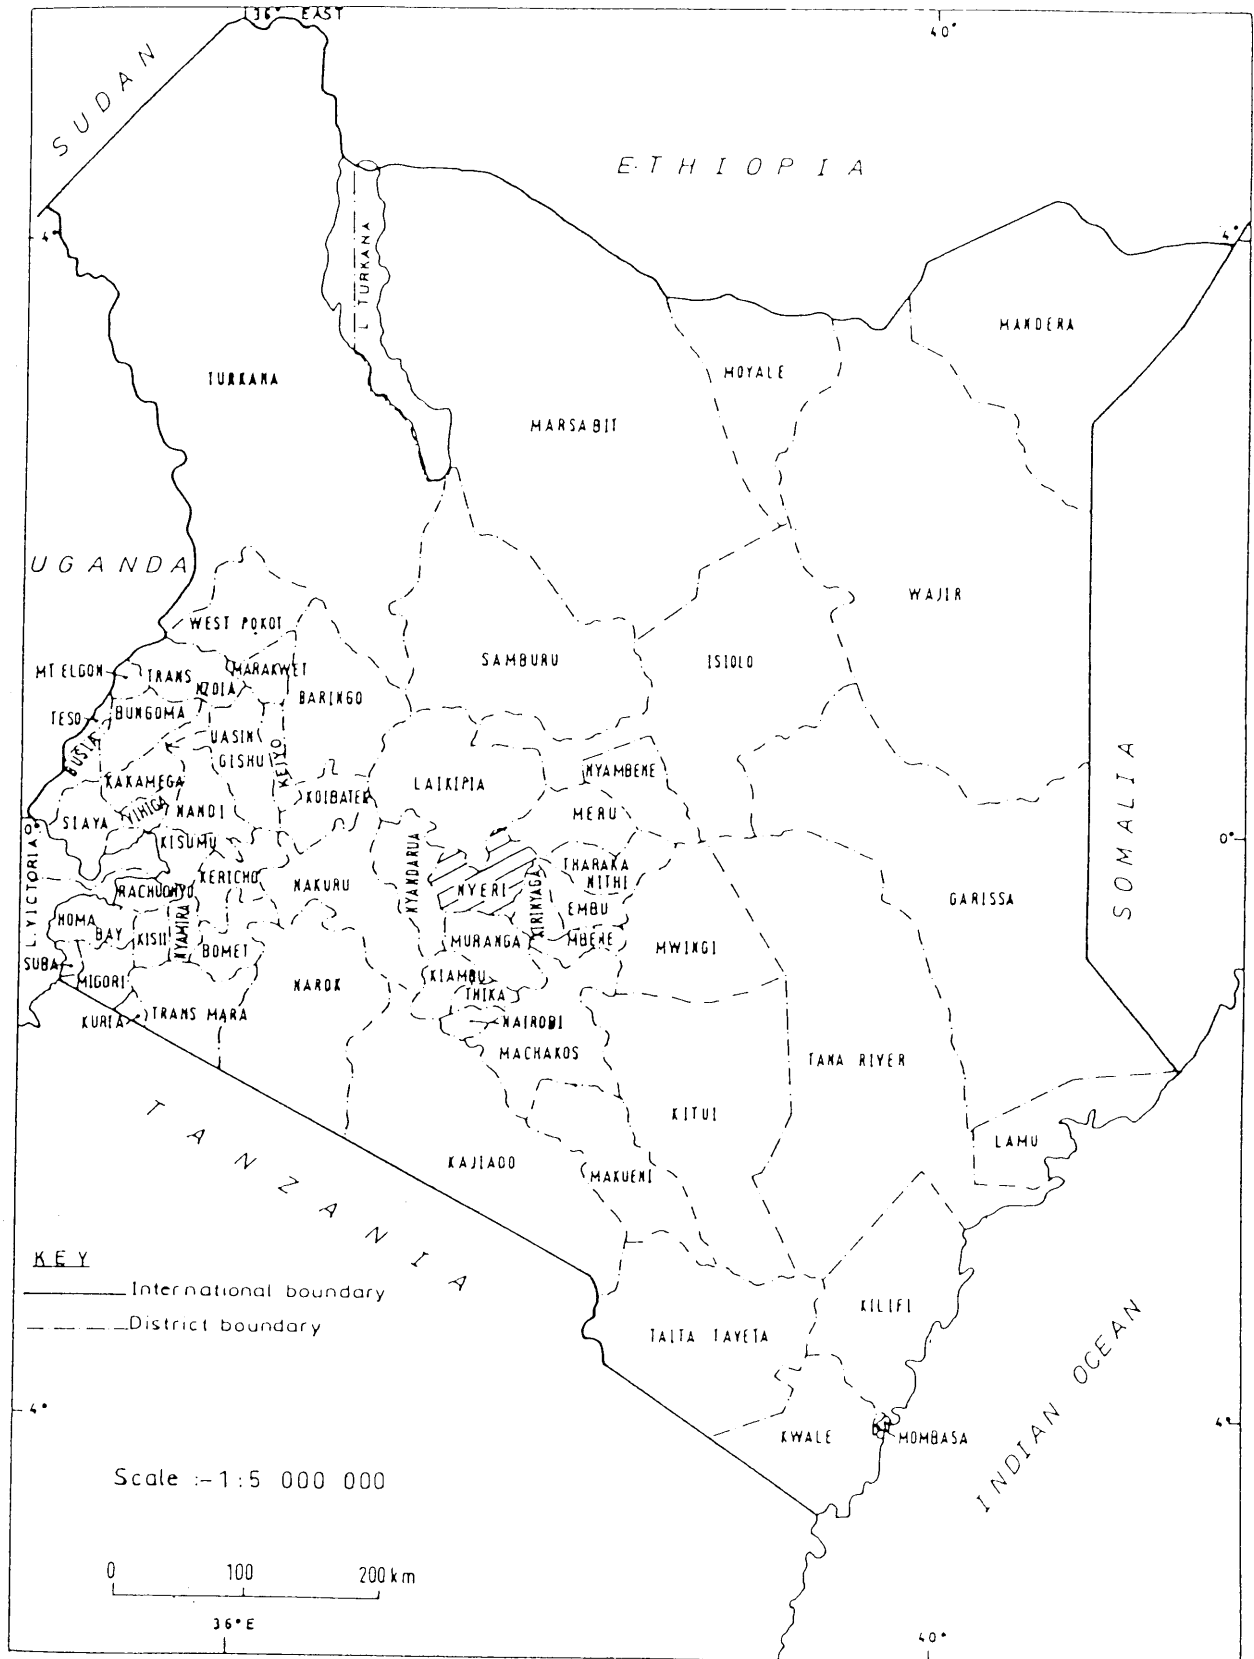 36° EAST
40°
SUDAN
ETHIOPIA
4°
4°
L TURKANA
MANDERA
TURKANA
MOYALE
MARSABIT
UGANDA
WAJIR
WEST POKOT
SAMBURU
ISIOLO
MT ELGON
TRANS
NZOIA
MARAKWET
BARINGO
TESO
BUNGOMA
BUSIA
UASIN
GISHU
KEIYO
SOMALIA
KAKAMEGA
VIHIGA
NANDI
KOIBATEK
LAIKIPIA
NYAMBENE
MERU
SIAYA
0°
0°
KISUMU
L. VICTORIA
NYANDARUA
THARAKA
NITHI
KERICHO
NAKURU
NYERI
KIRINYAGA
RACHUONYO
EMBU
GARISSA
HOMA
BAY
KISII
NYAMIRA
BOMET
MURANGA
MBENE
MWINGI
SUBA
MIGORI
NAROK
KIAMBU
THIKA
KURIA
TRANS MARA
NAIROBI
MACHAKOS
TANA RIVER
KITUI
LAMU
TANZANIA
KAJIADO
MAKUENI
KEY
International boundary
District boundary
KILIFI
TAITA TAVETA
INDIAN OCEAN
4°
4°
KWALE
MOMBASA
Scale :- 1:5 000 000
0 100 200 km
36°E
40°